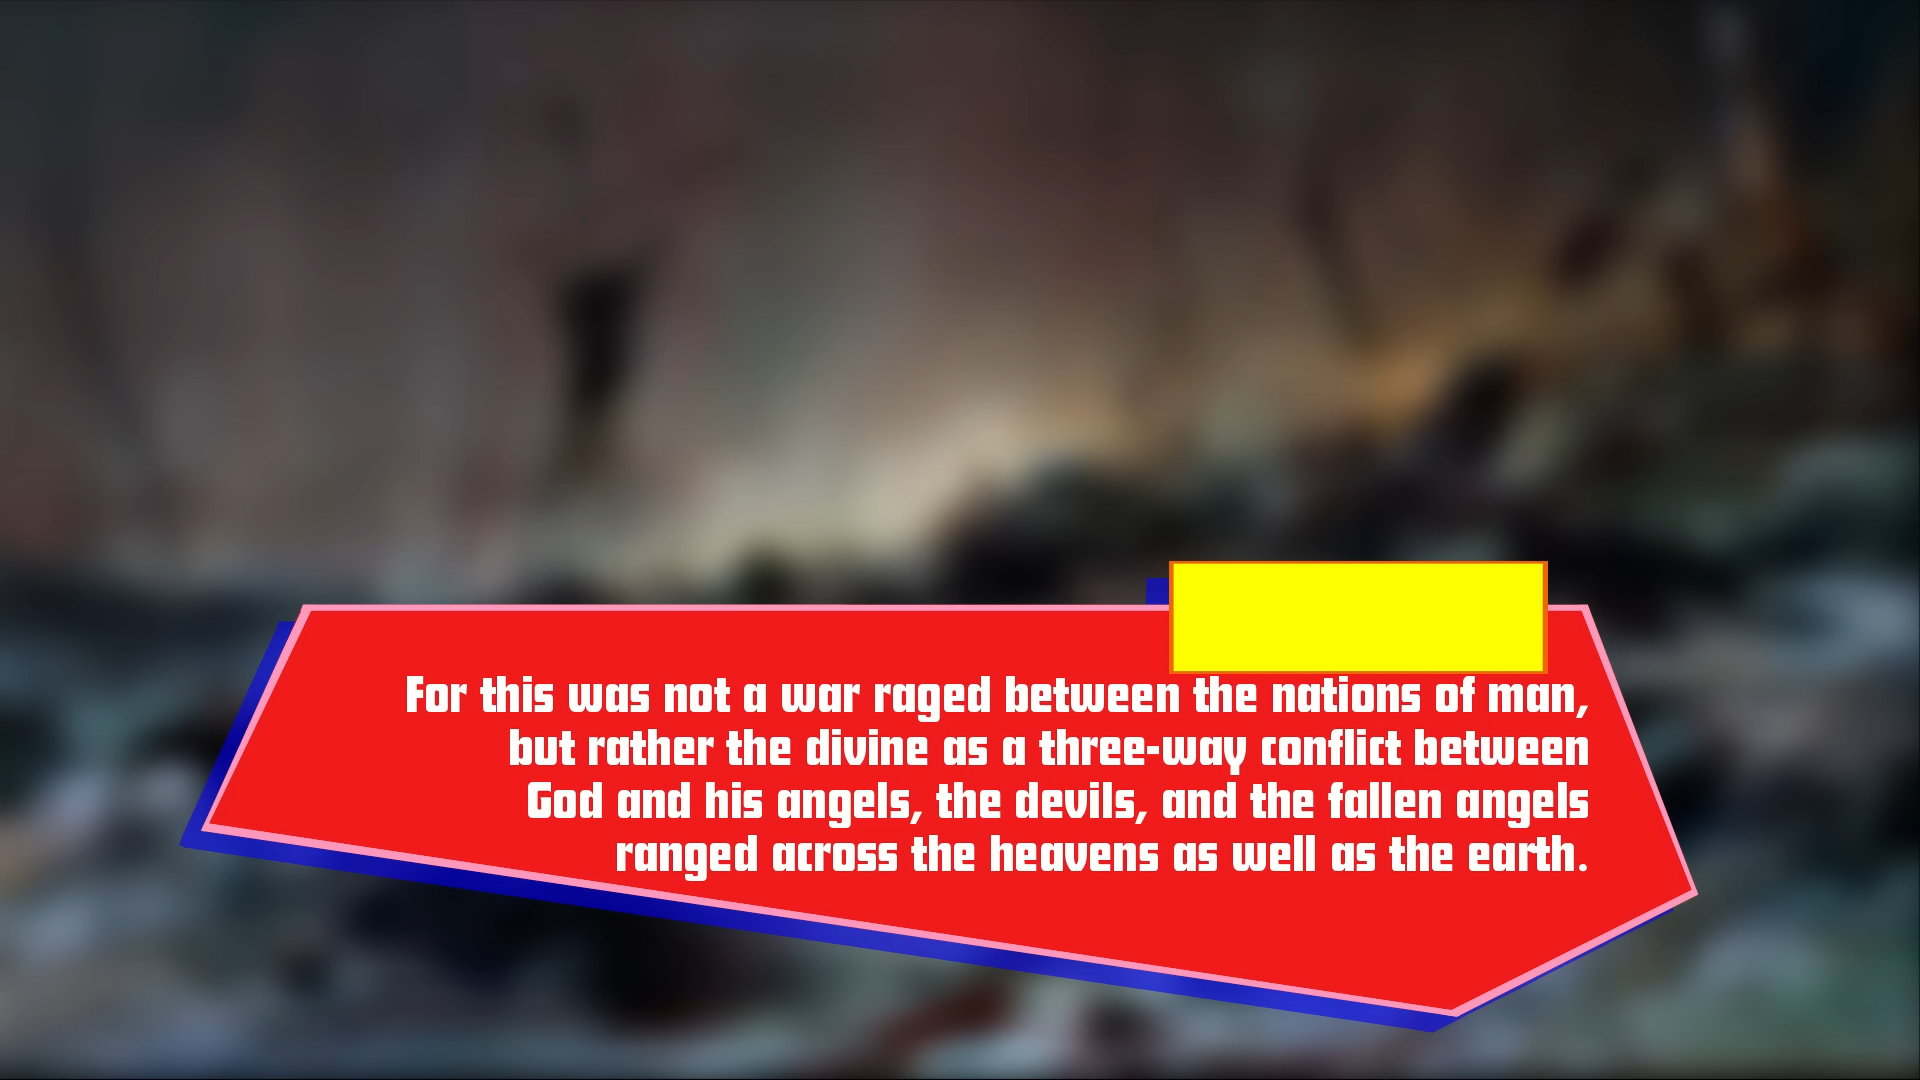 For this was not a war raged between the nations of man,
but rather the divine as a three-way conflict between
God and his angels, the devils, and the fallen angels
ranged across the heavens as well as the earth.